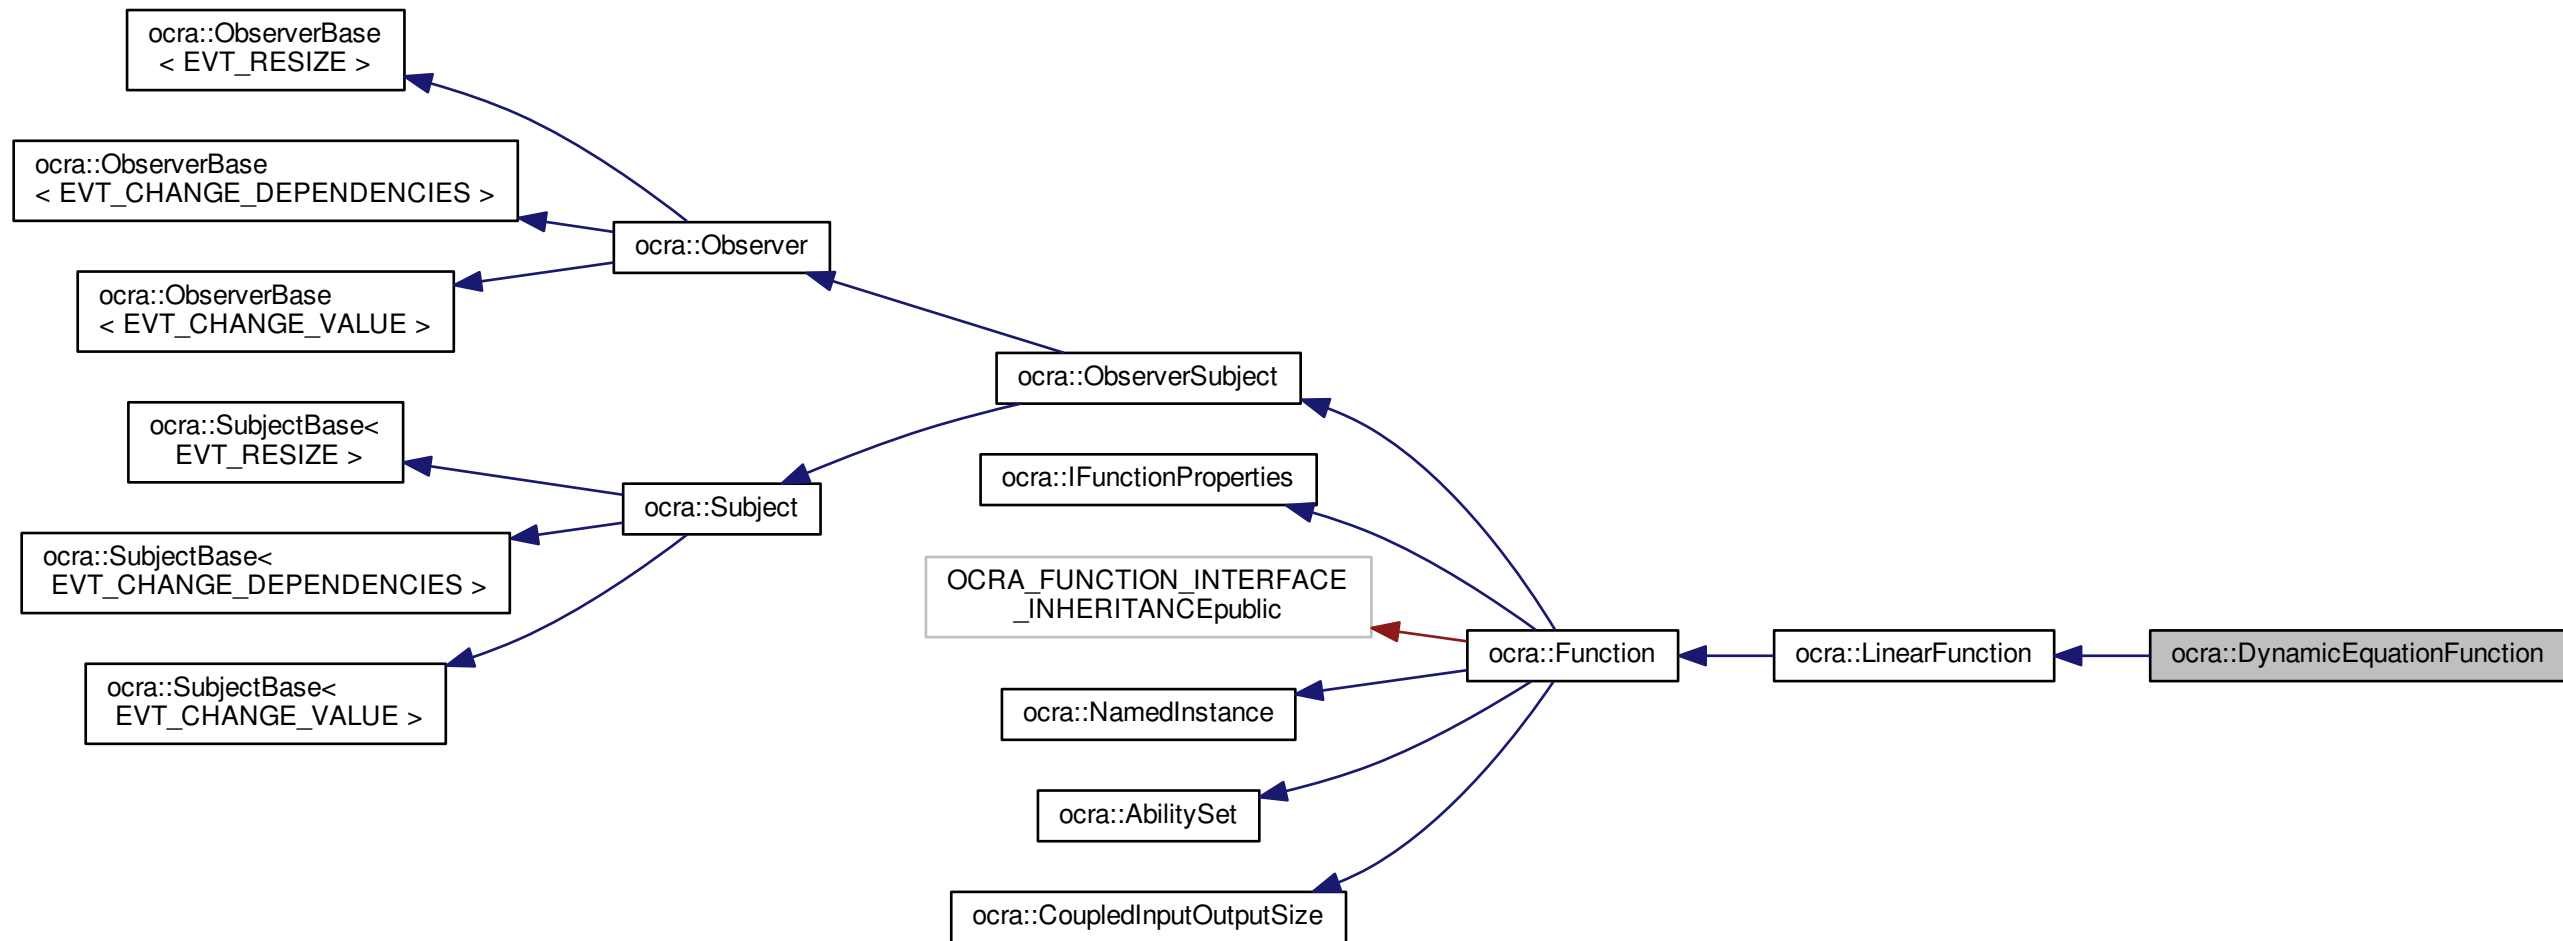 ocra::ObserverBase
< EVT_RESIZE >
ocra::ObserverBase
< EVT_CHANGE_DEPENDENCIES >
ocra::Observer
ocra::ObserverBase
< EVT_CHANGE_VALUE >
ocra::ObserverSubject
ocra::SubjectBase<
EVT_RESIZE >
ocra::IFunctionProperties
ocra::Subject
ocra::SubjectBase<
EVT_CHANGE_DEPENDENCIES >
OCRA_FUNCTION_INTERFACE
_INHERITANCEpublic
ocra::Function
ocra::LinearFunction
ocra::DynamicEquationFunction
ocra::SubjectBase<
EVT_CHANGE_VALUE >
ocra::NamedInstance
ocra::AbilitySet
ocra::CoupledInputOutputSize